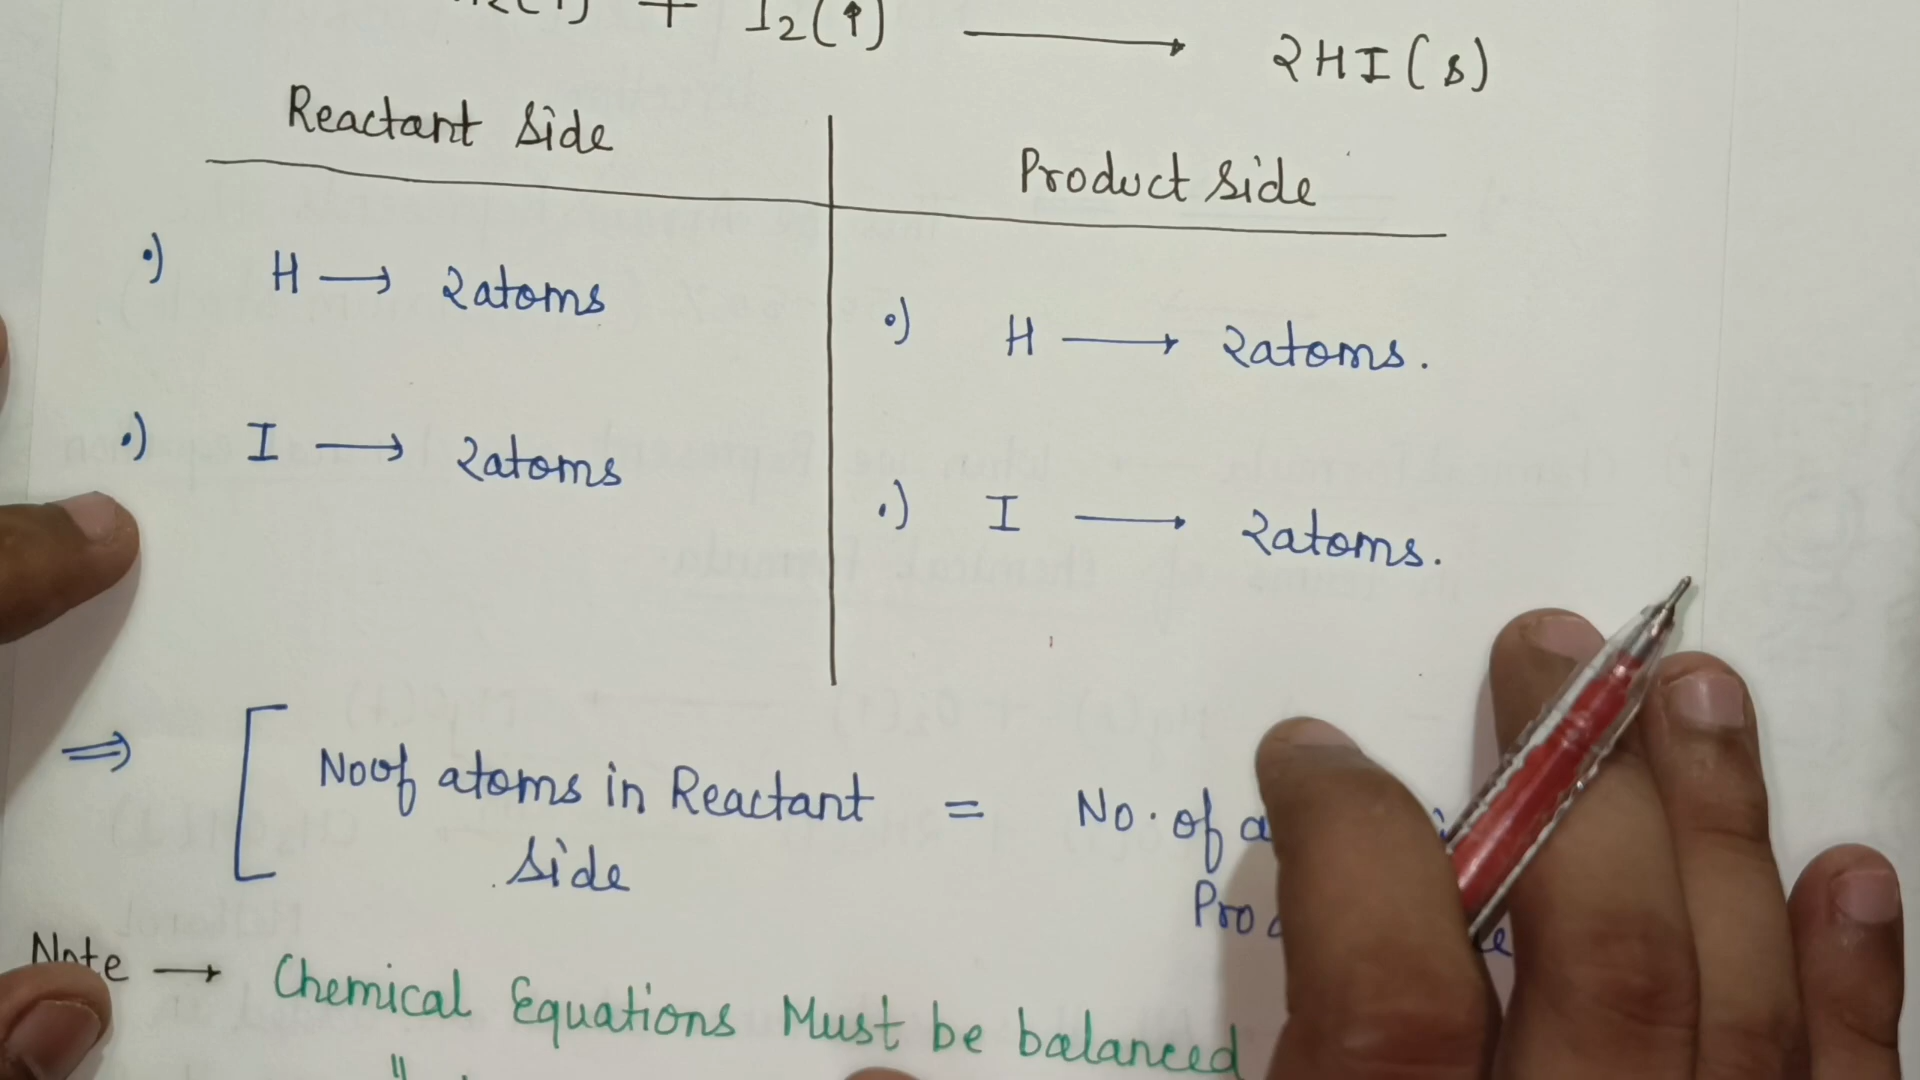 + I2(↑) ⟶ 2HI(s)
Reactant Side
Product Side
•) H ⟶ 2atoms
•) H ⟶ 2atoms.
•) I ⟶ 2atoms
•) I ⟶ 2atoms.
⇒ [ No of atoms in Reactant = No. of
Side
Note → Chemical Equations Must be balanced